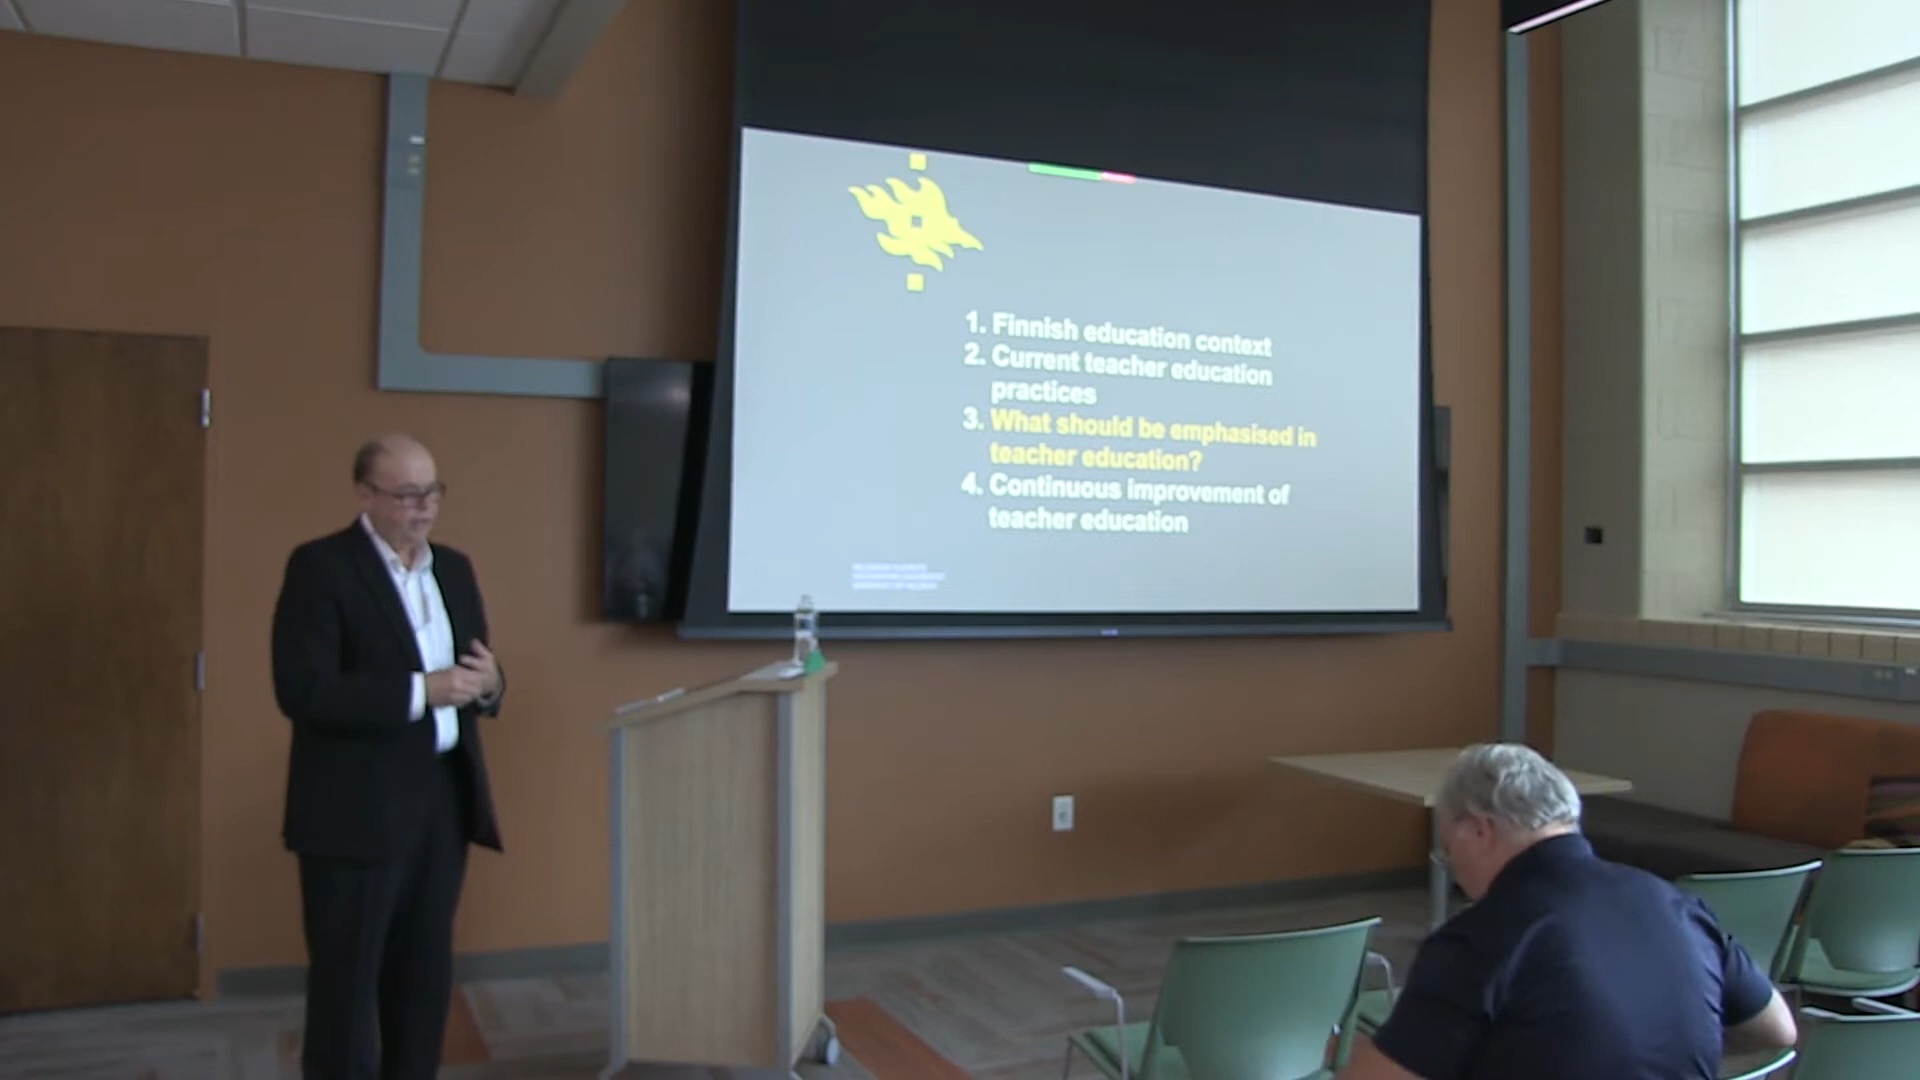 1. Finnish education context
2. Current teacher education
practices
3. What should be emphasised in
teacher education?
4. Continuous improvement of
teacher education